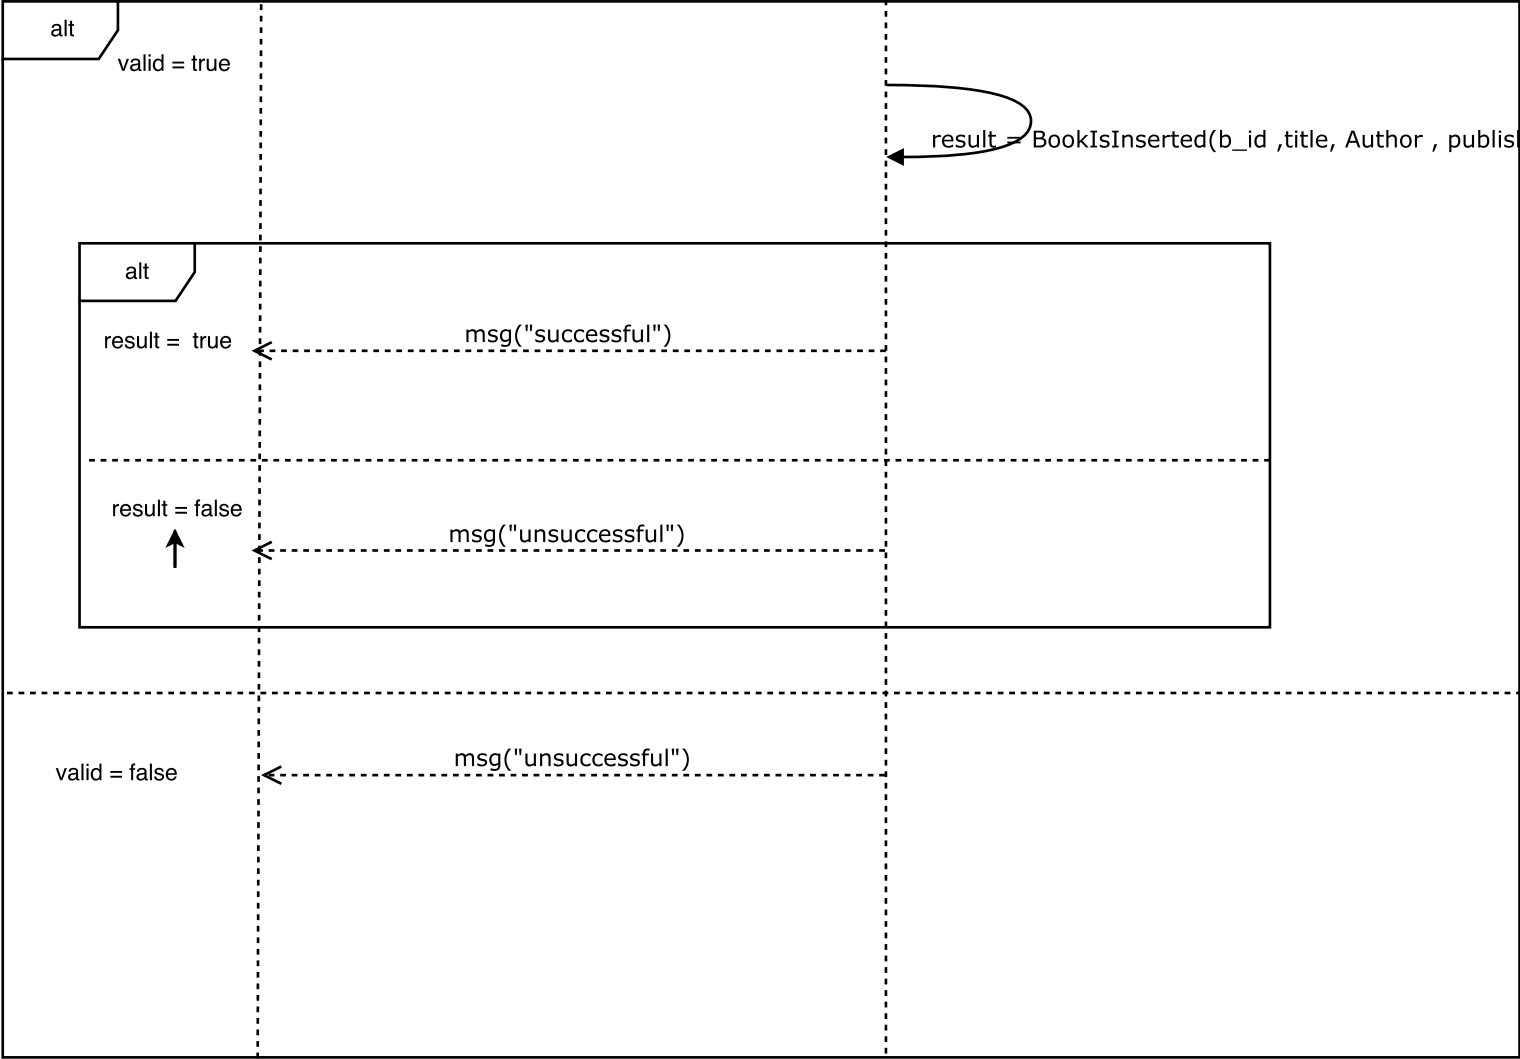 alt
valid = true
result = BookIsInserted(b_id ,title, Author , publis
alt
result =  true
msg("successful")
result = false
msg("unsuccessful")
valid = false
msg("unsuccessful")